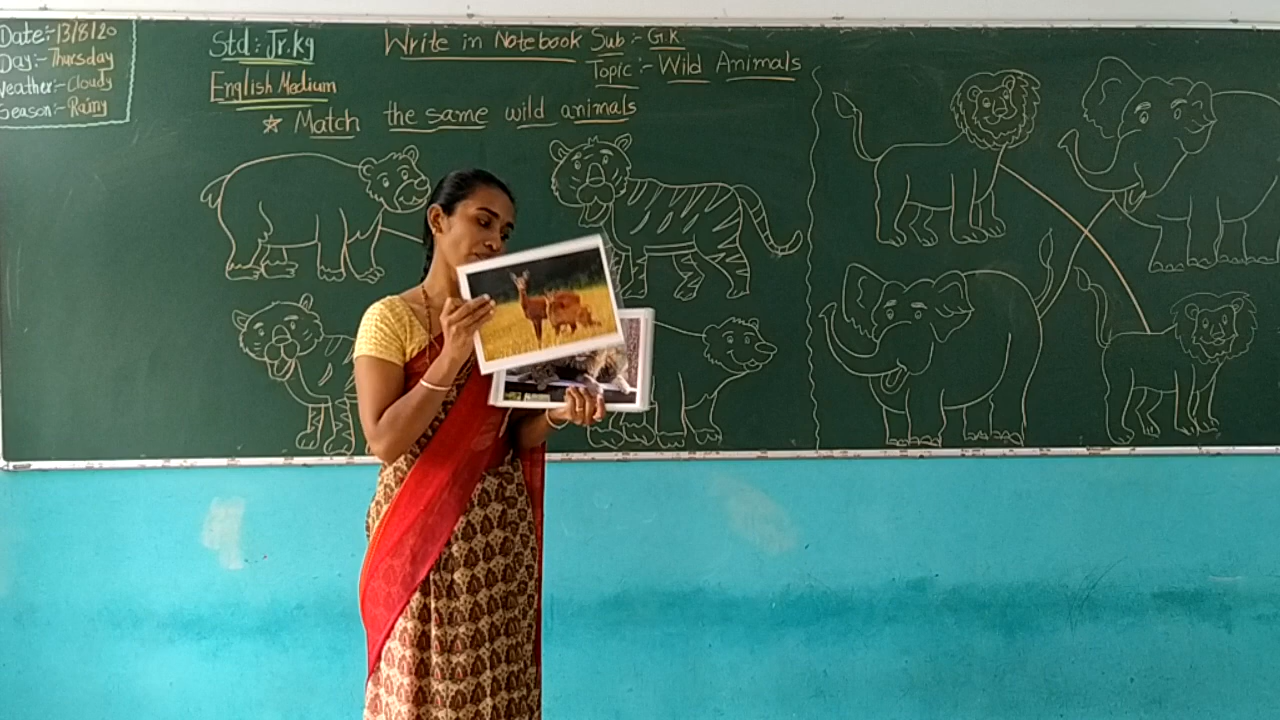 Date:-13/8/20
Day:- Thursday
Weather:-Cloudy
Season:-Rainy
Std:-Jr.kg
English Medium
Write in Notebook
Sub:- G.K
Topic:- Wild Animals
☆ Match the same wild animals